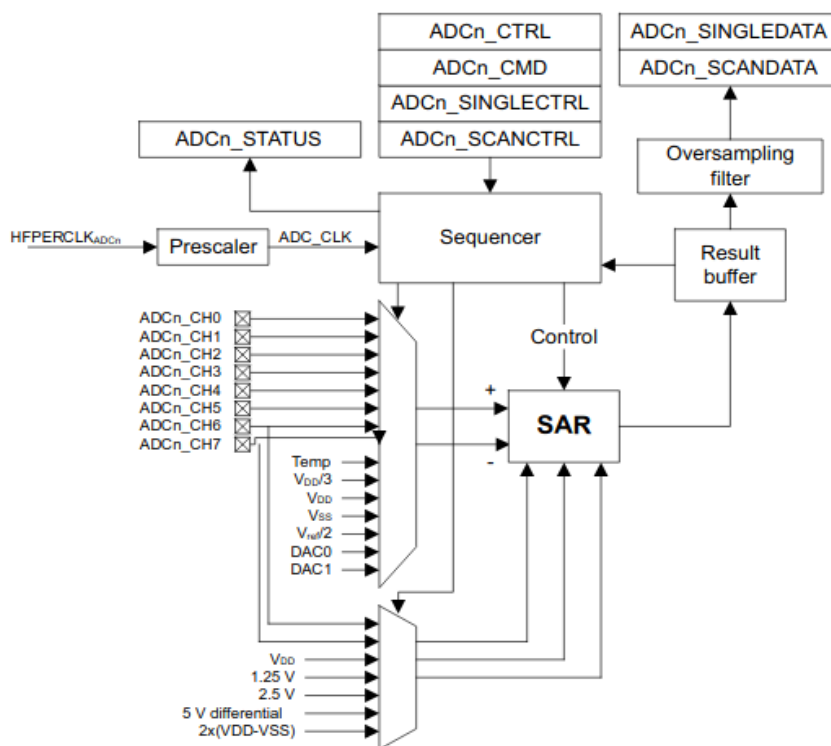 ADCn_CTRL
ADCn_CMD
ADCn_SINGLECTRL
ADCn_SCANCTRL
ADCn_SINGLEDATA
ADCn_SCANDATA
ADCn_STATUS
Oversampling
filter
HFPERCLKADCn
Prescaler
ADC_CLK
Sequencer
Result
buffer
ADCn_CH0
ADCn_CH1
ADCn_CH2
ADCn_CH3
ADCn_CH4
ADCn_CH5
ADCn_CH6
ADCn_CH7
Control
+
SAR
-
Temp
VDD/3
VDD
VSS
Vref/2
DAC0
DAC1
VDD
1.25 V
2.5 V
5 V differential
2x(VDD-VSS)